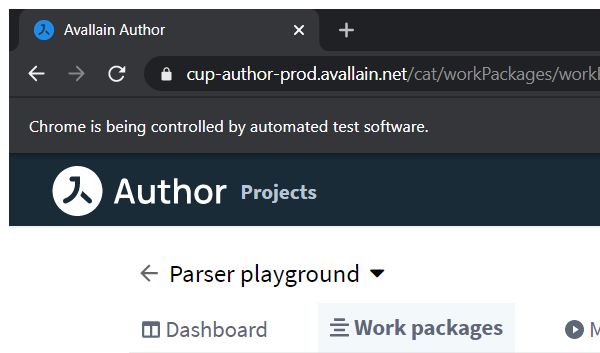 Avallain Author
cup-author-prod.avallain.net/cat/workPackages/work
Chrome is being controlled by automated test software.
Author Projects
Parser playground
Dashboard Work packages M